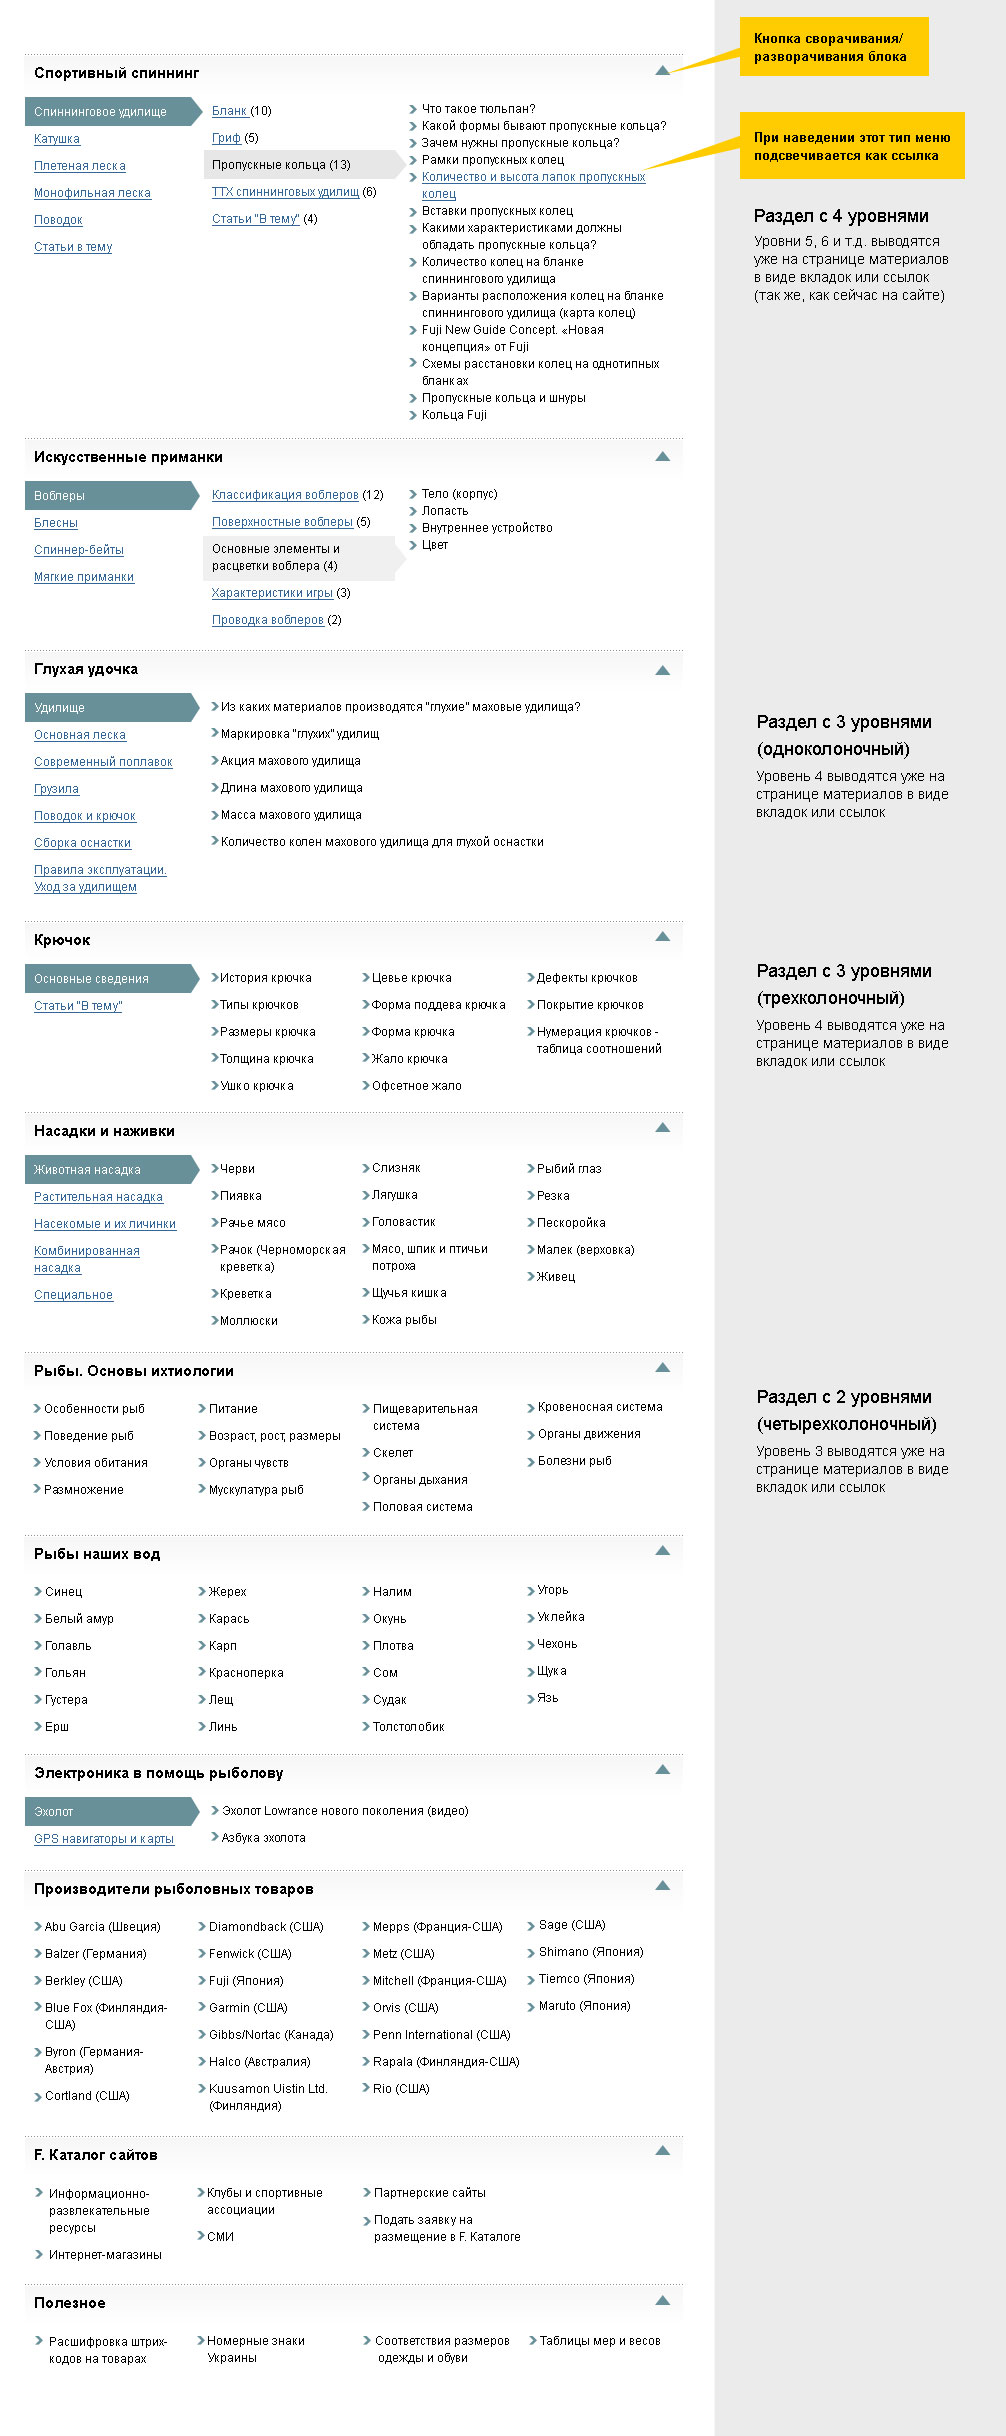 Кнопка сворачивания/
разворачивания блока
Спортивный спиннинг
Спиннинговое удилище
Катушка
Плетеная леска
Монофильная леска
Поводок
Статьи в тему
Бланк (10)
Гриф (5)
Пропускные кольца (13)
ТТХ спиннинговых удилищ (6)
Статьи "В тему" (4)
Что такое тюльпан?
Какой формы бывают пропускные кольца?
Зачем нужны пропускные кольца?
Рамки пропускных колец
Количество и высота лапок пропускных
колец
Вставки пропускных колец
Какими характеристиками должны
обладать пропускные кольца?
Количество колец на бланке
спиннингового удилища
Варианты расположения колец на бланке
спиннингового удилища (карта колец)
Fuji New Guide Concept. «Новая
концепция» от Fuji
Схемы расстановки колец на однотипных
бланках
Пропускные кольца и шнуры
Кольца Fuji
При наведении этот тип меню
подсвечивается как ссылка
Раздел с 4 уровнями
Уровни 5, 6 и т.д. выводятся
уже на странице материалов
в виде вкладок или ссылок
(так же, как сейчас на сайте)
Искусственные приманки
Воблеры
Блесны
Спиннер-бейты
Мягкие приманки
Классификация воблеров (12)
Поверхностные воблеры (5)
Основные элементы и
расцветки воблера (4)
Характеристики игры (3)
Проводка воблеров (2)
Тело (корпус)
Лопасть
Внутреннее устройство
Цвет
Глухая удочка
Удилище
Основная леска
Современный поплавок
Грузила
Поводок и крючок
Сборка оснастки
Правила эксплуатации.
Уход за удилищем
Из каких материалов производятся "глухие" маховые удилища?
Маркировка "глухих" удилищ
Акция махового удилища
Длина махового удилища
Масса махового удилища
Количество колен махового удилища для глухой оснастки
Раздел с 3 уровнями
(одноколоночный)
Уровень 4 выводятся уже на
странице материалов в виде
вкладок или ссылок
Крючок
Основные сведения
Статьи "В тему"
История крючка
Типы крючков
Размеры крючка
Толщина крючка
Ушко крючка
Цевье крючка
Форма поддева крючка
Форма крючка
Жало крючка
Офсетное жало
Дефекты крючков
Покрытие крючков
Нумерация крючков -
таблица соотношений
Раздел с 3 уровнями
(трехколоночный)
Уровень 4 выводятся уже на
странице материалов в виде
вкладок или ссылок
Насадки и наживки
Животная насадка
Растительная насадка
Насекомые и их личинки
Комбинированная
насадка
Специальное
Черви
Пиявка
Рачье мясо
Рачок (Черноморская
креветка)
Креветка
Моллюски
Слизняк
Лягушка
Головастик
Мясо, шпик и птичьи
потроха
Щучья кишка
Кожа рыбы
Рыбий глаз
Резка
Пескоройка
Малек (верховка)
Живец
Рыбы. Основы ихтиологии
Особенности рыб
Поведение рыб
Условия обитания
Размножение
Питание
Возраст, рост, размеры
Органы чувств
Мускулатура рыб
Пищеварительная
система
Скелет
Органы дыхания
Половая система
Кровеносная система
Органы движения
Болезни рыб
Раздел с 2 уровнями
(четырехколоночный)
Уровень 3 выводятся уже на
странице материалов в виде
вкладок или ссылок
Рыбы наших вод
Синец
Белый амур
Голавль
Гольян
Густера
Ерш
Жерех
Карась
Карп
Красноперка
Лещ
Линь
Налим
Окунь
Плотва
Сом
Судак
Толстолобик
Угорь
Уклейка
Чехонь
Щука
Язь
Электроника в помощь рыболову
Эхолот
GPS навигаторы и карты
Эхолот Lowrance нового поколения (видео)
Азбука эхолота
Производители рыболовных товаров
Abu Garcia (Швеция)
Balzer (Германия)
Berkley (США)
Blue Fox (Финляндия-
США)
Byron (Германия-
Австрия)
Cortland (США)
Diamondback (США)
Fenwick (США)
Fuji (Япония)
Garmin (США)
Gibbs/Nortac (Канада)
Halco (Австралия)
Kuusamon Uistin Ltd.
(Финляндия)
Mepps (Франция-США)
Metz (США)
Mitchell (Франция-США)
Orvis (США)
Penn International (США)
Rapala (Финляндия-США)
Rio (США)
Sage (США)
Shimano (Япония)
Tiemco (Япония)
Maruto (Япония)
F. Каталог сайтов
Информационно-
развлекательные
ресурсы
Интернет-магазины
Клубы и спортивные
ассоциации
СМИ
Партнерские сайты
Подать заявку на
размещение в F. Каталоге
Полезное
Расшифровка штрих-
кодов на товарах
Номерные знаки
Украины
Соответствия размеров
одежды и обуви
Таблицы мер и весов